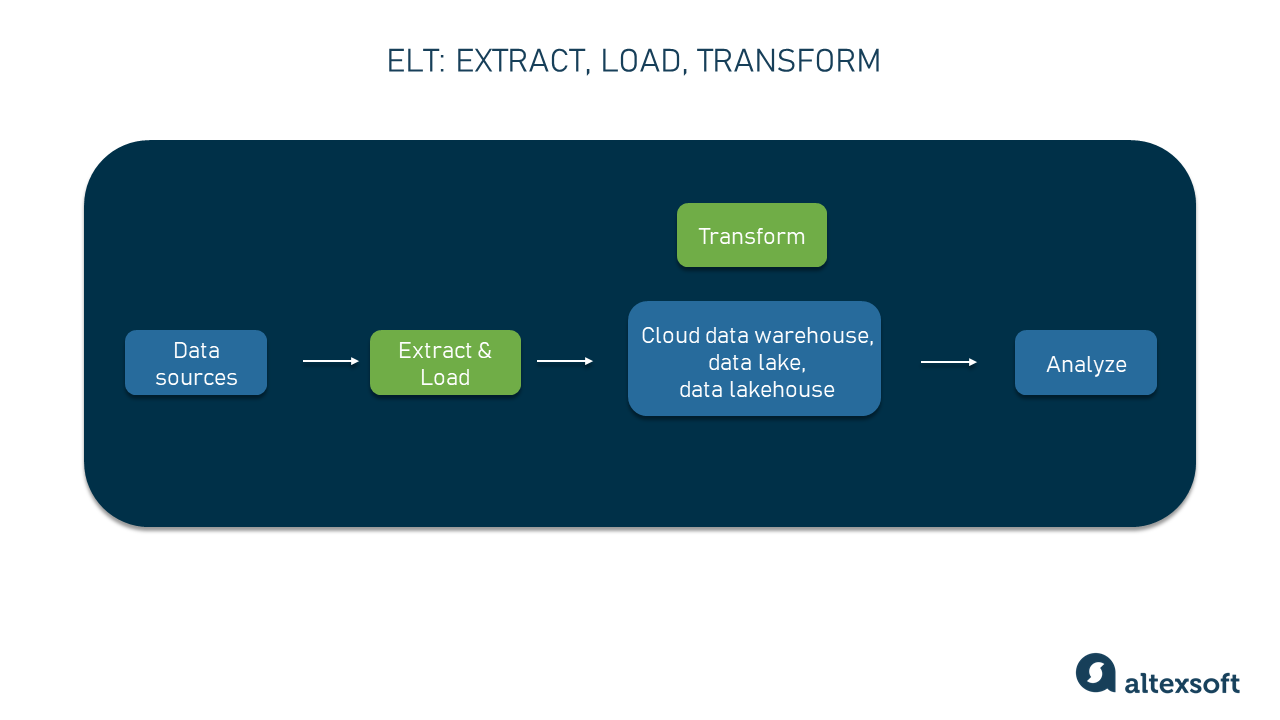 ELT: EXTRACT, LOAD, TRANSFORM
Transform
Data
sources
Extract &
Load
Cloud data warehouse,
data lake,
data lakehouse
Analyze
altexsoft